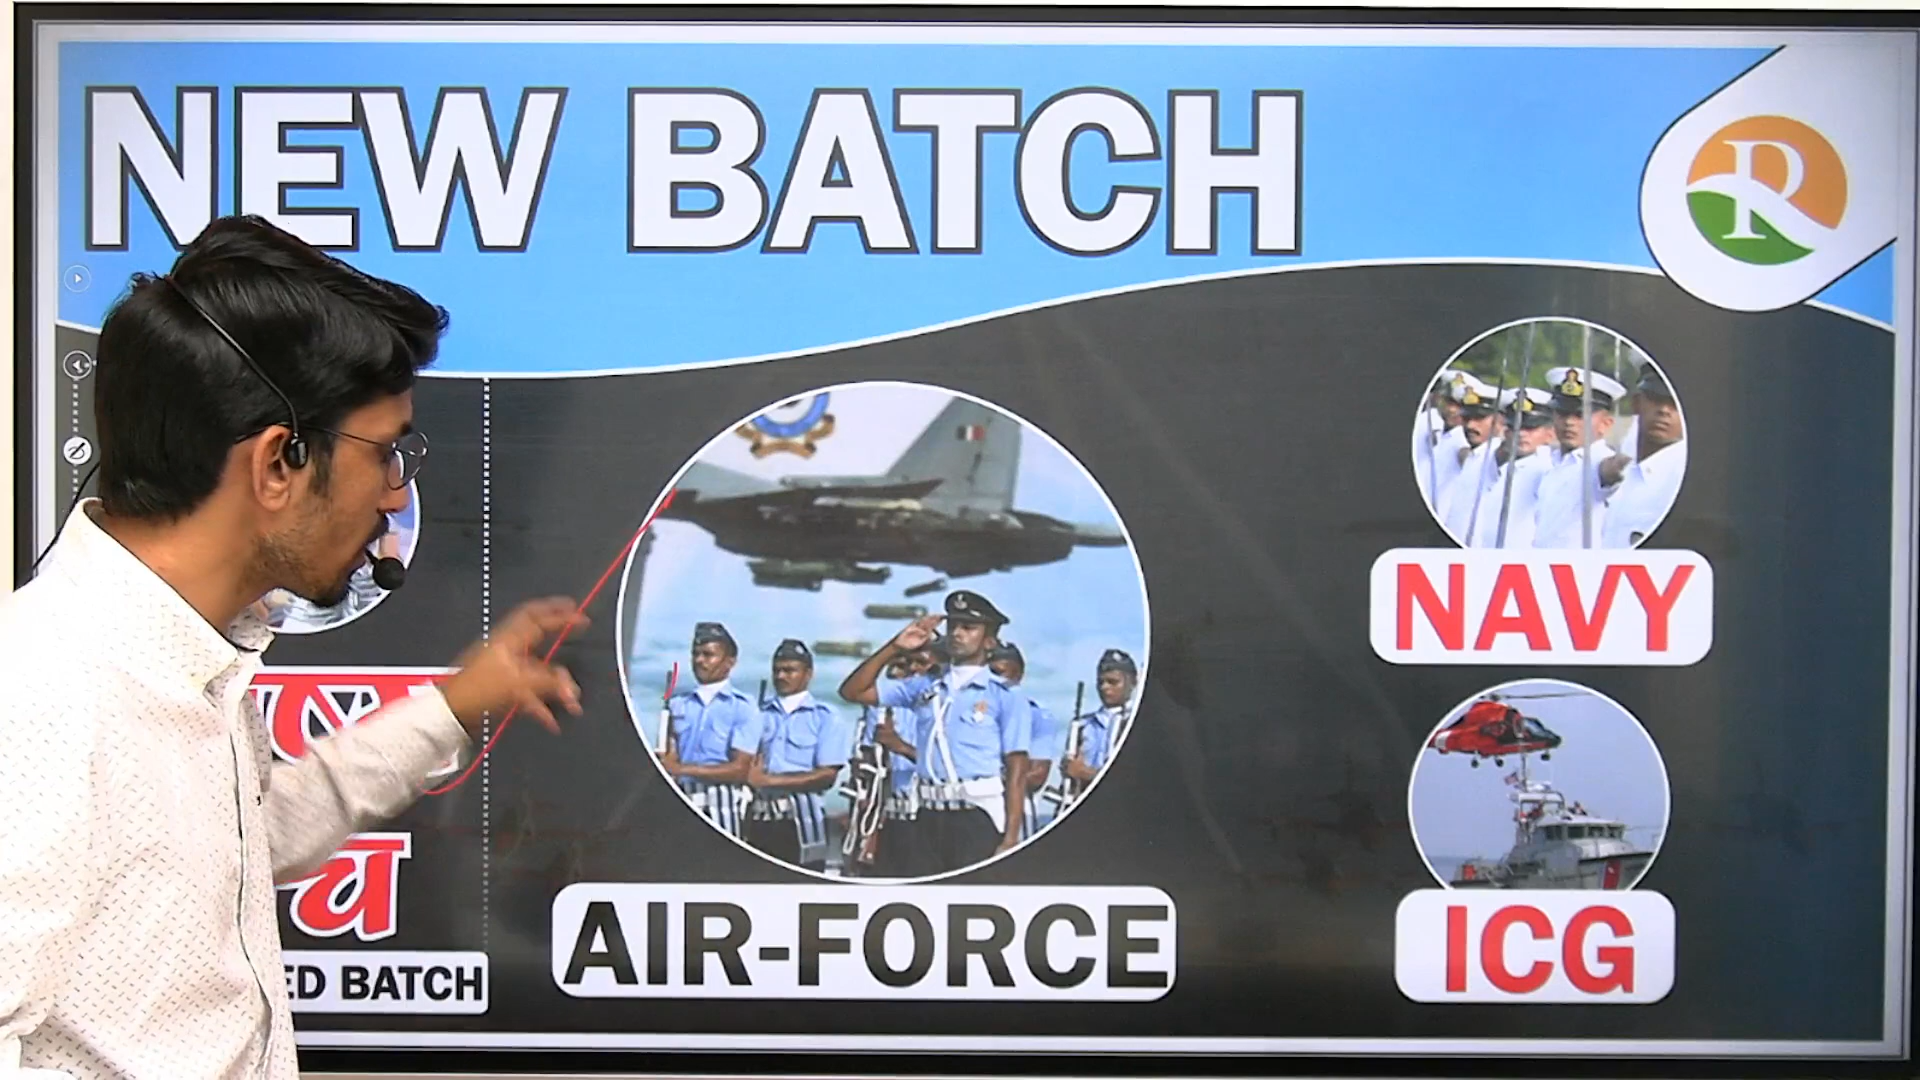 NEW BATCH
R
NAVY
च
ED BATCH
AIR-FORCE
ICG